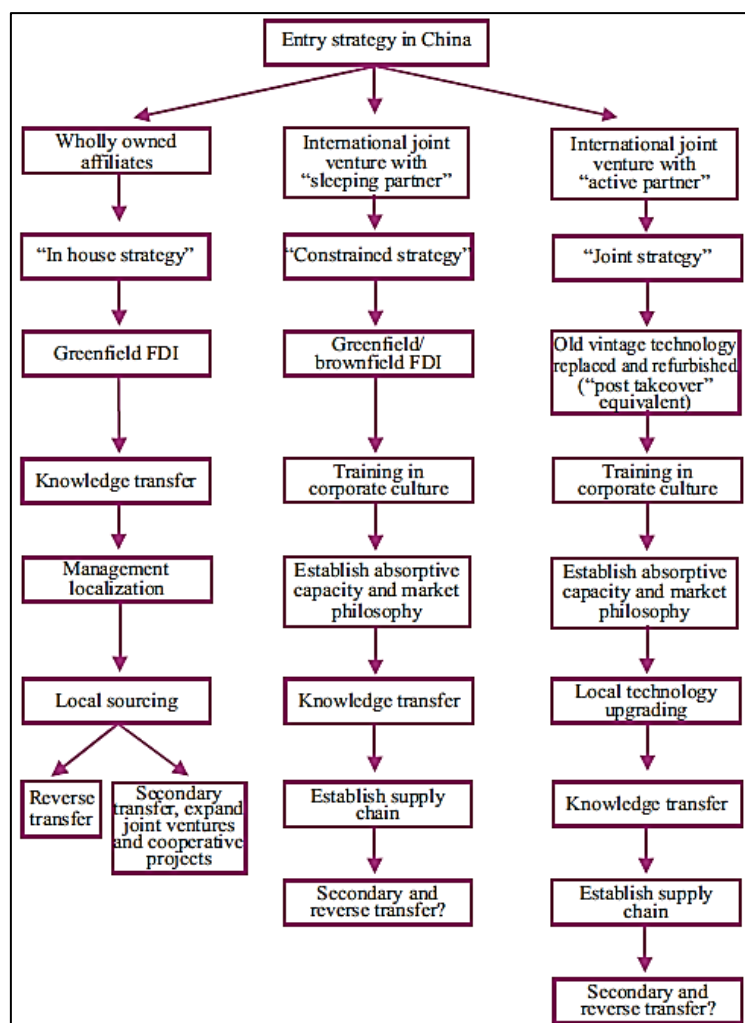 Entry strategy in China
Wholly owned
affiliates
"In house strategy"
Greenfield FDI
Knowledge transfer
Management
localization
Local sourcing
Reverse
transfer
Secondary
transfer, expand
joint ventures
and cooperative
projects
International joint
venture with
"sleeping partner"
"Constrained strategy"
Greenfield/
brownfield FDI
Training in
corporate culture
Establish absorptive
capacity and market
philosophy
Knowledge transfer
Establish supply
chain
Secondary and
reverse transfer?
International joint
venture with
"active partner"
"Joint strategy"
Old vintage technology
replaced and refurbished
("post takeover"
equivalent)
Training in
corporate culture
Establish absorptive
capacity and market
philosophy
Local technology
upgrading
Knowledge transfer
Establish supply
chain
Secondary and
reverse transfer?